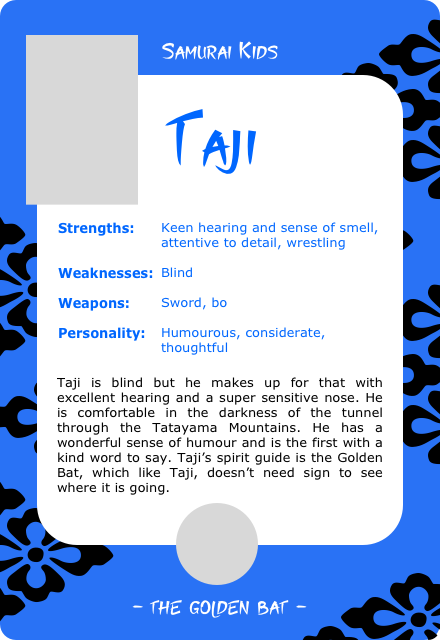 Samurai Kids
Taji
Strengths: Keen hearing and sense of smell,
attentive to detail, wrestling
Weaknesses: Blind
Weapons: Sword, bo
Personality: Humourous, considerate,
thoughtful
Taji is blind but he makes up for that with
excellent hearing and a super sensitive nose. He
is comfortable in the darkness of the tunnel
through the Tatayama Mountains. He has a
wonderful sense of humour and is the first with a
kind word to say. Taji’s spirit guide is the Golden
Bat, which like Taji, doesn’t need sign to see
where it is going.
– THE GOLDEN BAT –